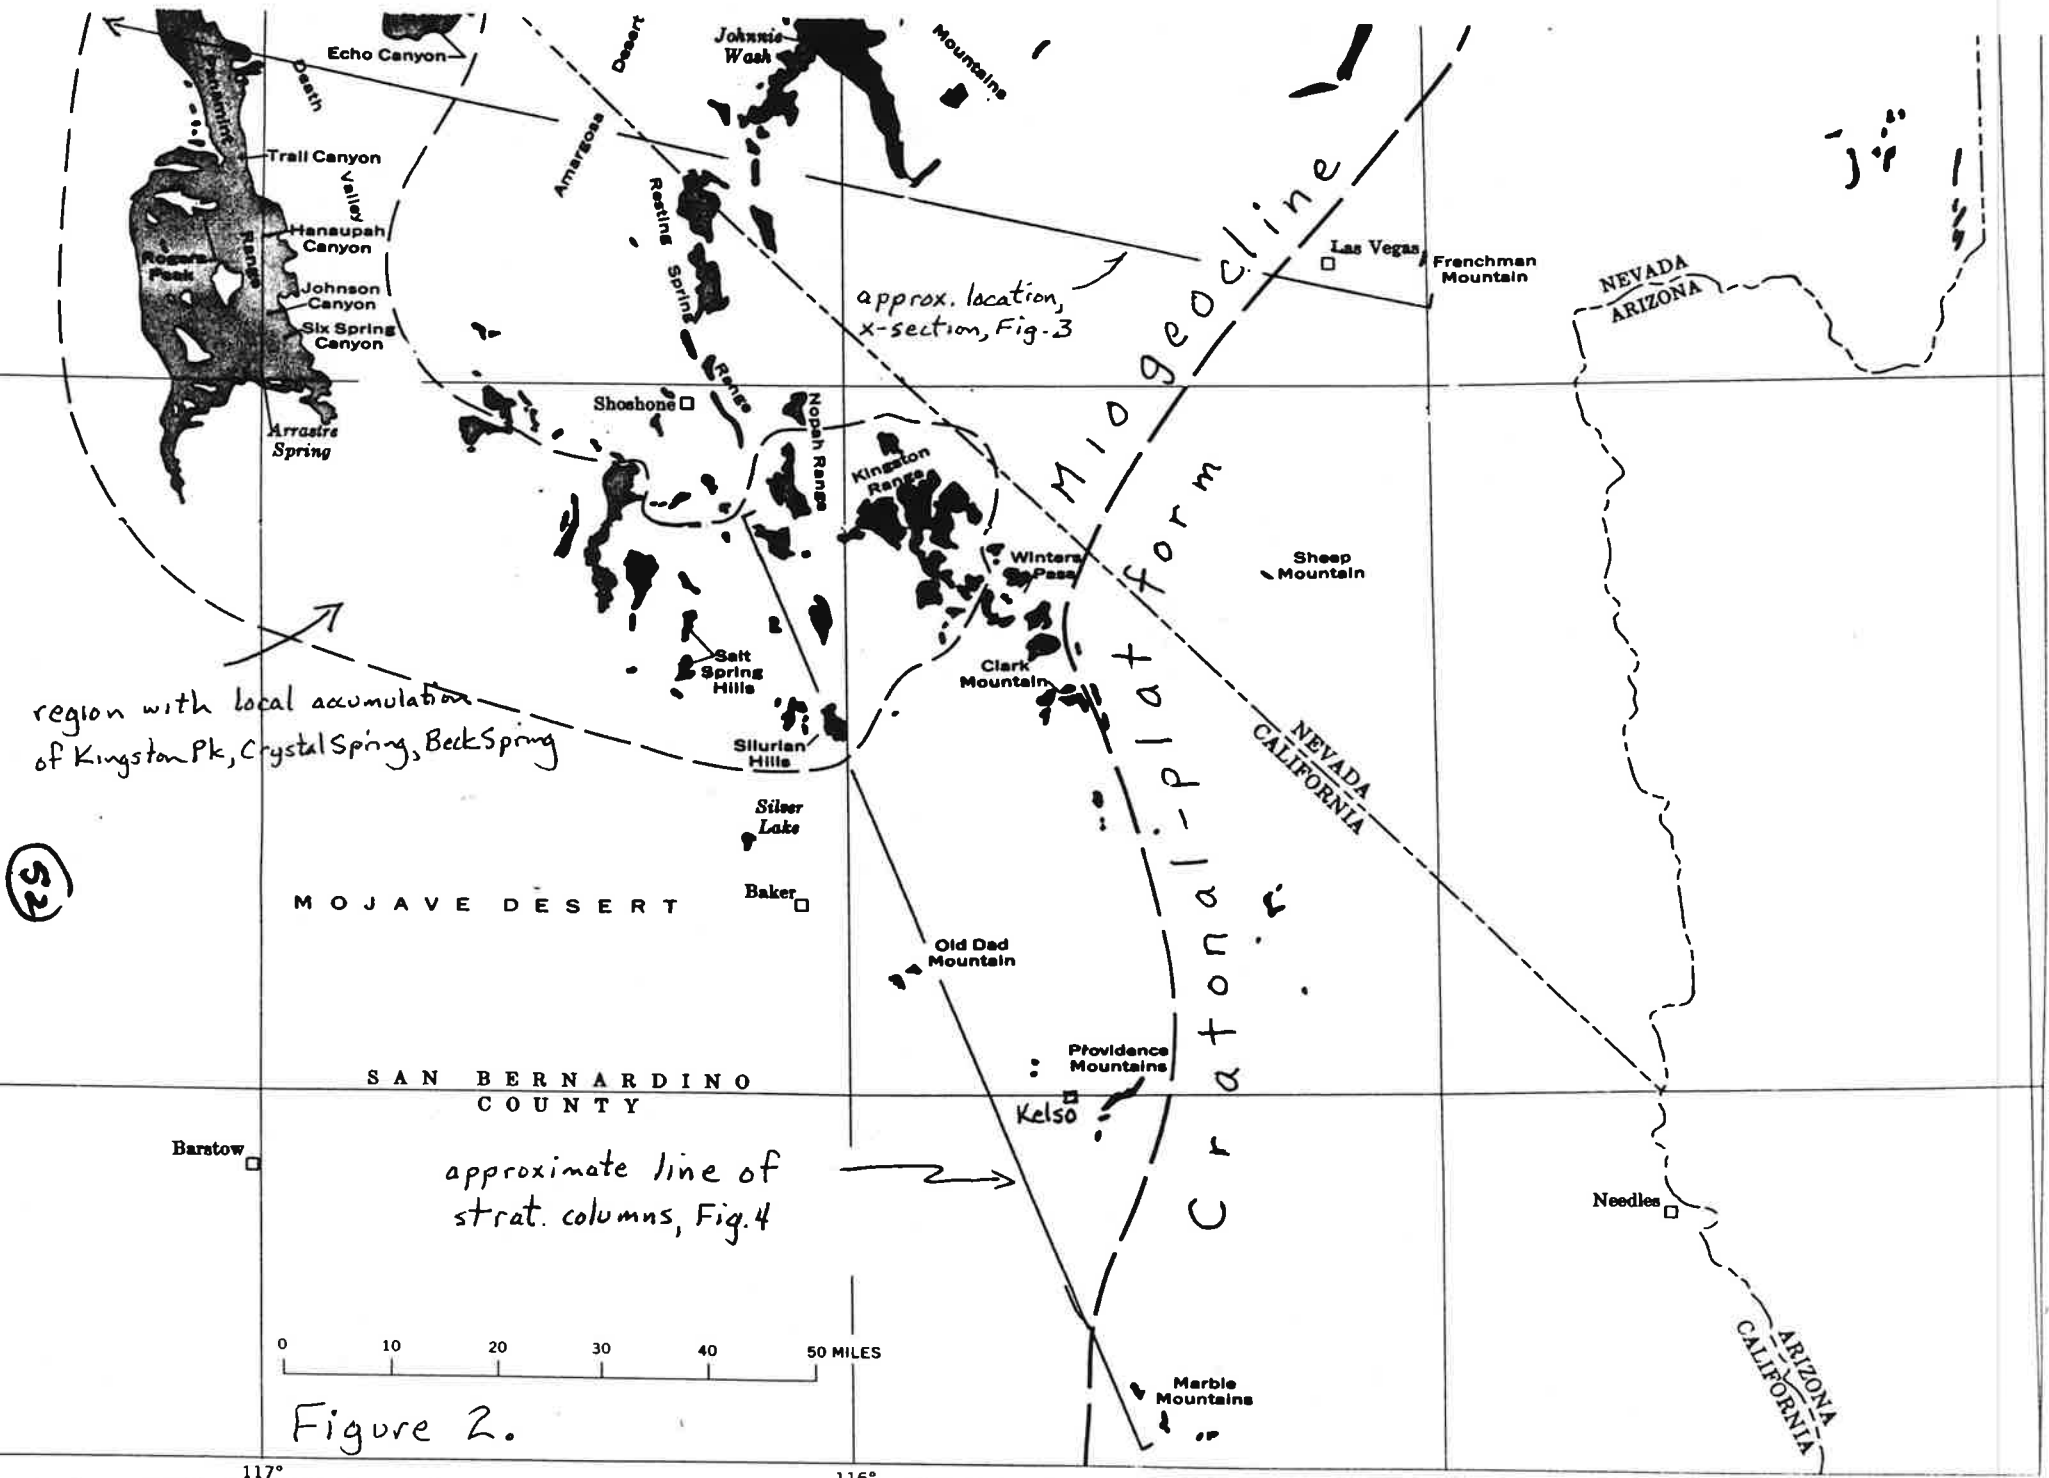 Echo Canyon
Death
Valley
Panamint
Range
Trail Canyon
Hanaupah
Canyon
Rogers
Peak
Johnson
Canyon
Six Spring
Canyon
Arrastre
Spring
Amargosa
Desert
Johnnie
Wash
Mountains
Resting
Spring
Range
approx. location,
x-section, Fig. 3
Miogeocline
Las Vegas
Frenchman
Mountain
NEVADA
ARIZONA
Shoshone
Nopah Range
Kingston
Range
Winters
Pass
Sheep
Mountain
Cratonal-platform
Clark
Mountain
Salt
Spring
Hills
region with local accumulation
of Kingston Pk, Crystal Spring, Beck Spring
Silurian
Hills
Silver
Lake
NEVADA
CALIFORNIA
52
MOJAVE DESERT
Baker
Old Dad
Mountain
Providence
Mountains
Kelso
SAN BERNARDINO
COUNTY
Barstow
approximate line of
strat. columns, Fig. 4
Needles
0 10 20 30 40 50 MILES
ARIZONA
CALIFORNIA
Marble
Mountains
Figure 2.
117° 116°